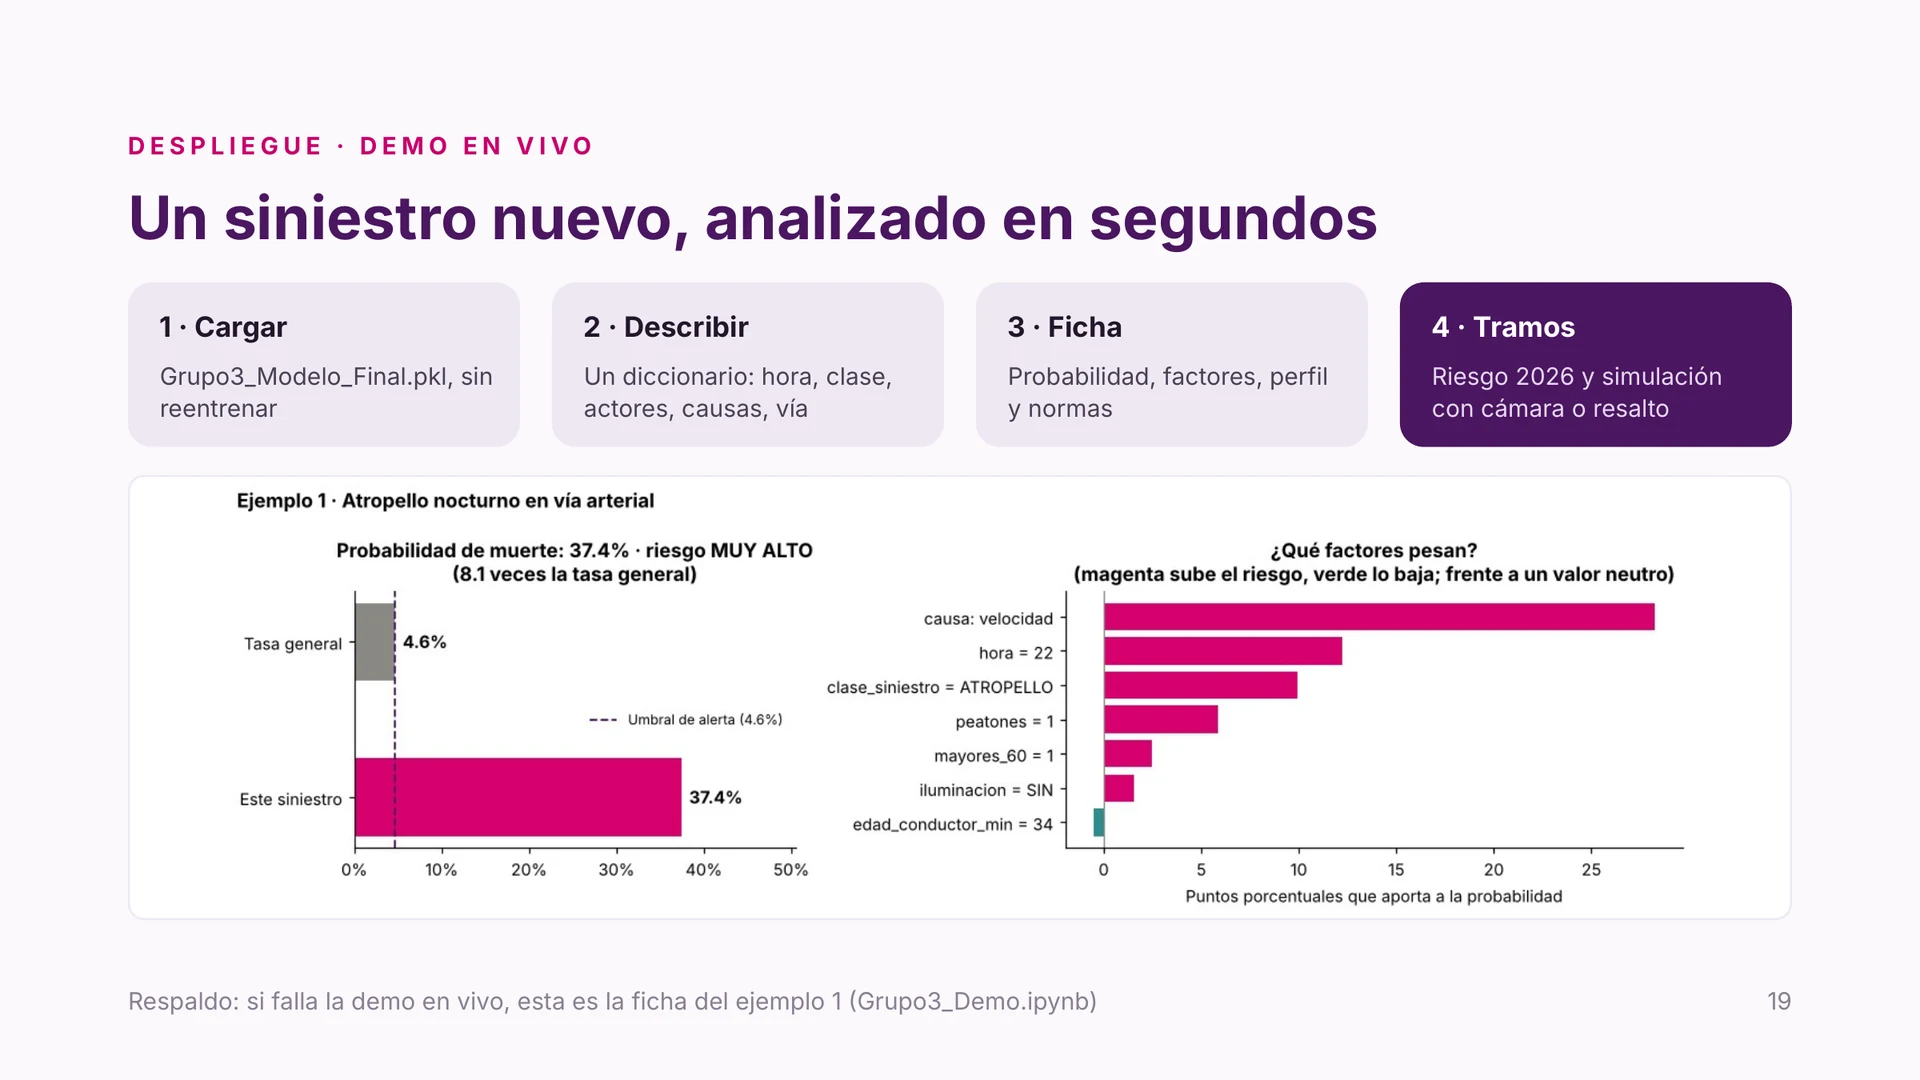 DESPLIEGUE · DEMO EN VIVO
Un siniestro nuevo, analizado en segundos
1 · Cargar
Grupo3_Modelo_Final.pkl, sin
reentrenar
2 · Describir
Un diccionario: hora, clase,
actores, causas, vía
3 · Ficha
Probabilidad, factores, perfil
y normas
4 · Tramos
Riesgo 2026 y simulación
con cámara o resalto
Ejemplo 1 · Atropello nocturno en vía arterial
Probabilidad de muerte: 37.4% · riesgo MUY ALTO
(8.1 veces la tasa general)
Tasa general
4.6%
Umbral de alerta (4.6%)
Este siniestro
37.4%
0% 10% 20% 30% 40% 50%
¿Qué factores pesan?
(magenta sube el riesgo, verde lo baja; frente a un valor neutro)
causa: velocidad
hora = 22
clase_siniestro = ATROPELLO
peatones = 1
mayores_60 = 1
iluminacion = SIN
edad_conductor_min = 34
0 5 10 15 20 25
Puntos porcentuales que aporta a la probabilidad
Respaldo: si falla la demo en vivo, esta es la ficha del ejemplo 1 (Grupo3_Demo.ipynb)
19